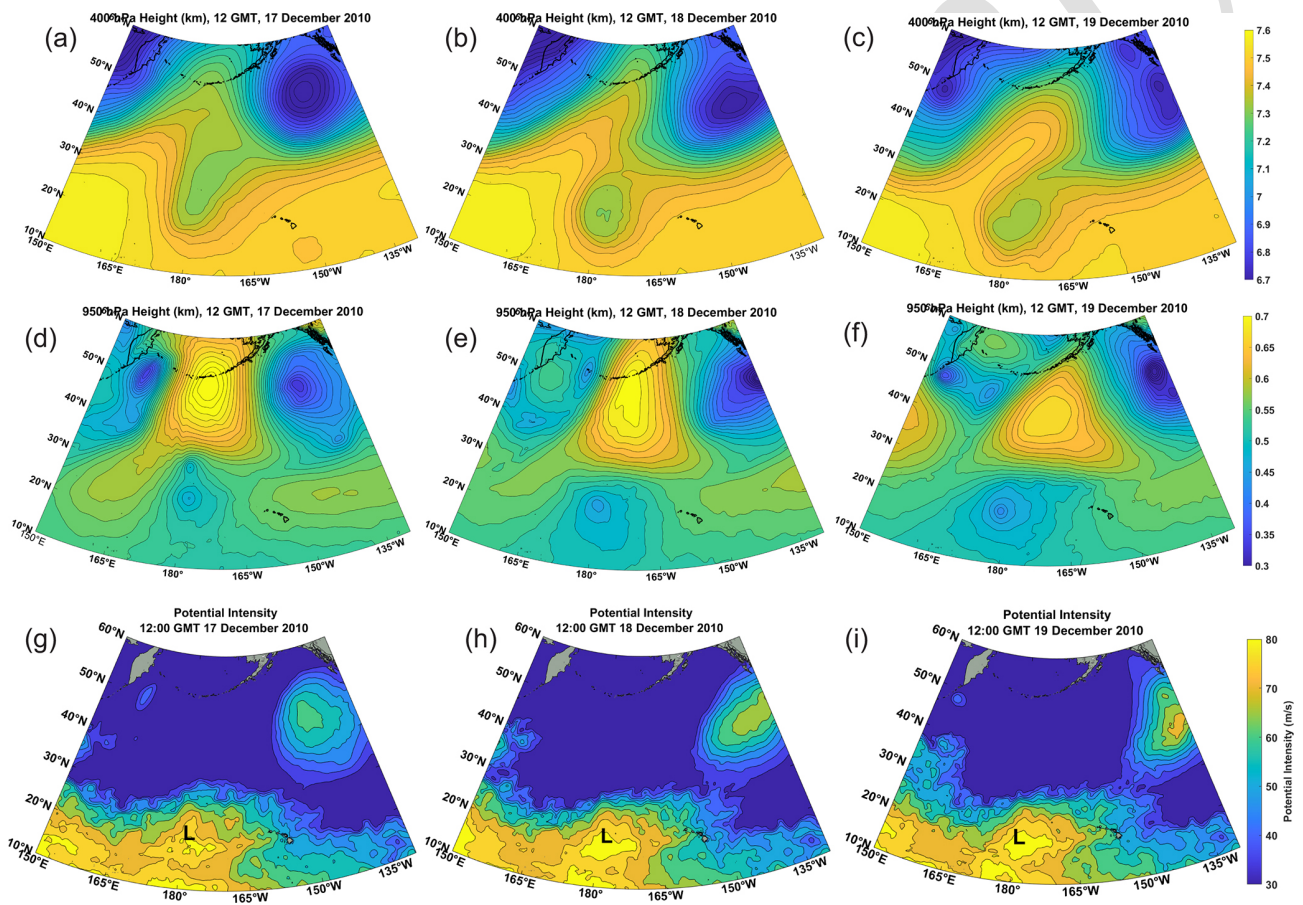 400 hPa Height (km), 12 GMT, 17 December 2010
400 hPa Height (km), 12 GMT, 18 December 2010
400 hPa Height (km), 12 GMT, 19 December 2010
(a)
(b)
(c)
50°N
40°N
30°N
20°N
10°N
150°E
165°E
180°
165°W
150°W
135°W
50°N
40°N
30°N
20°N
10°N
150°E
165°E
180°
165°W
150°W
135°W
50°N
40°N
30°N
20°N
10°N
150°E
165°E
180°
165°W
150°W
135°W
7.6
7.5
7.4
7.3
7.2
7.1
7
6.9
6.8
6.7
950 hPa Height (km), 12 GMT, 17 December 2010
950 hPa Height (km), 12 GMT, 18 December 2010
950 hPa Height (km), 12 GMT, 19 December 2010
(d)
(e)
(f)
50°N
40°N
30°N
20°N
10°N
150°E
165°E
180°
165°W
150°W
135°W
50°N
40°N
30°N
20°N
10°N
150°E
165°E
180°
165°W
150°W
135°W
50°N
40°N
30°N
20°N
10°N
150°E
165°E
180°
165°W
150°W
135°W
0.7
0.65
0.6
0.55
0.5
0.45
0.4
0.35
0.3
Potential Intensity
12:00 GMT 17 December 2010
Potential Intensity
12:00 GMT 18 December 2010
Potential Intensity
12:00 GMT 19 December 2010
(g)
(h)
(i)
60°N
50°N
40°N
30°N
20°N
10°N
150°E
165°E
180°
165°W
150°W
135°W
L
60°N
50°N
40°N
30°N
20°N
10°N
150°E
165°E
180°
165°W
150°W
135°W
L
60°N
50°N
40°N
30°N
20°N
10°N
150°E
165°E
180°
165°W
150°W
135°W
L
80
70
60
50
40
30
Potential Intensity (m/s)